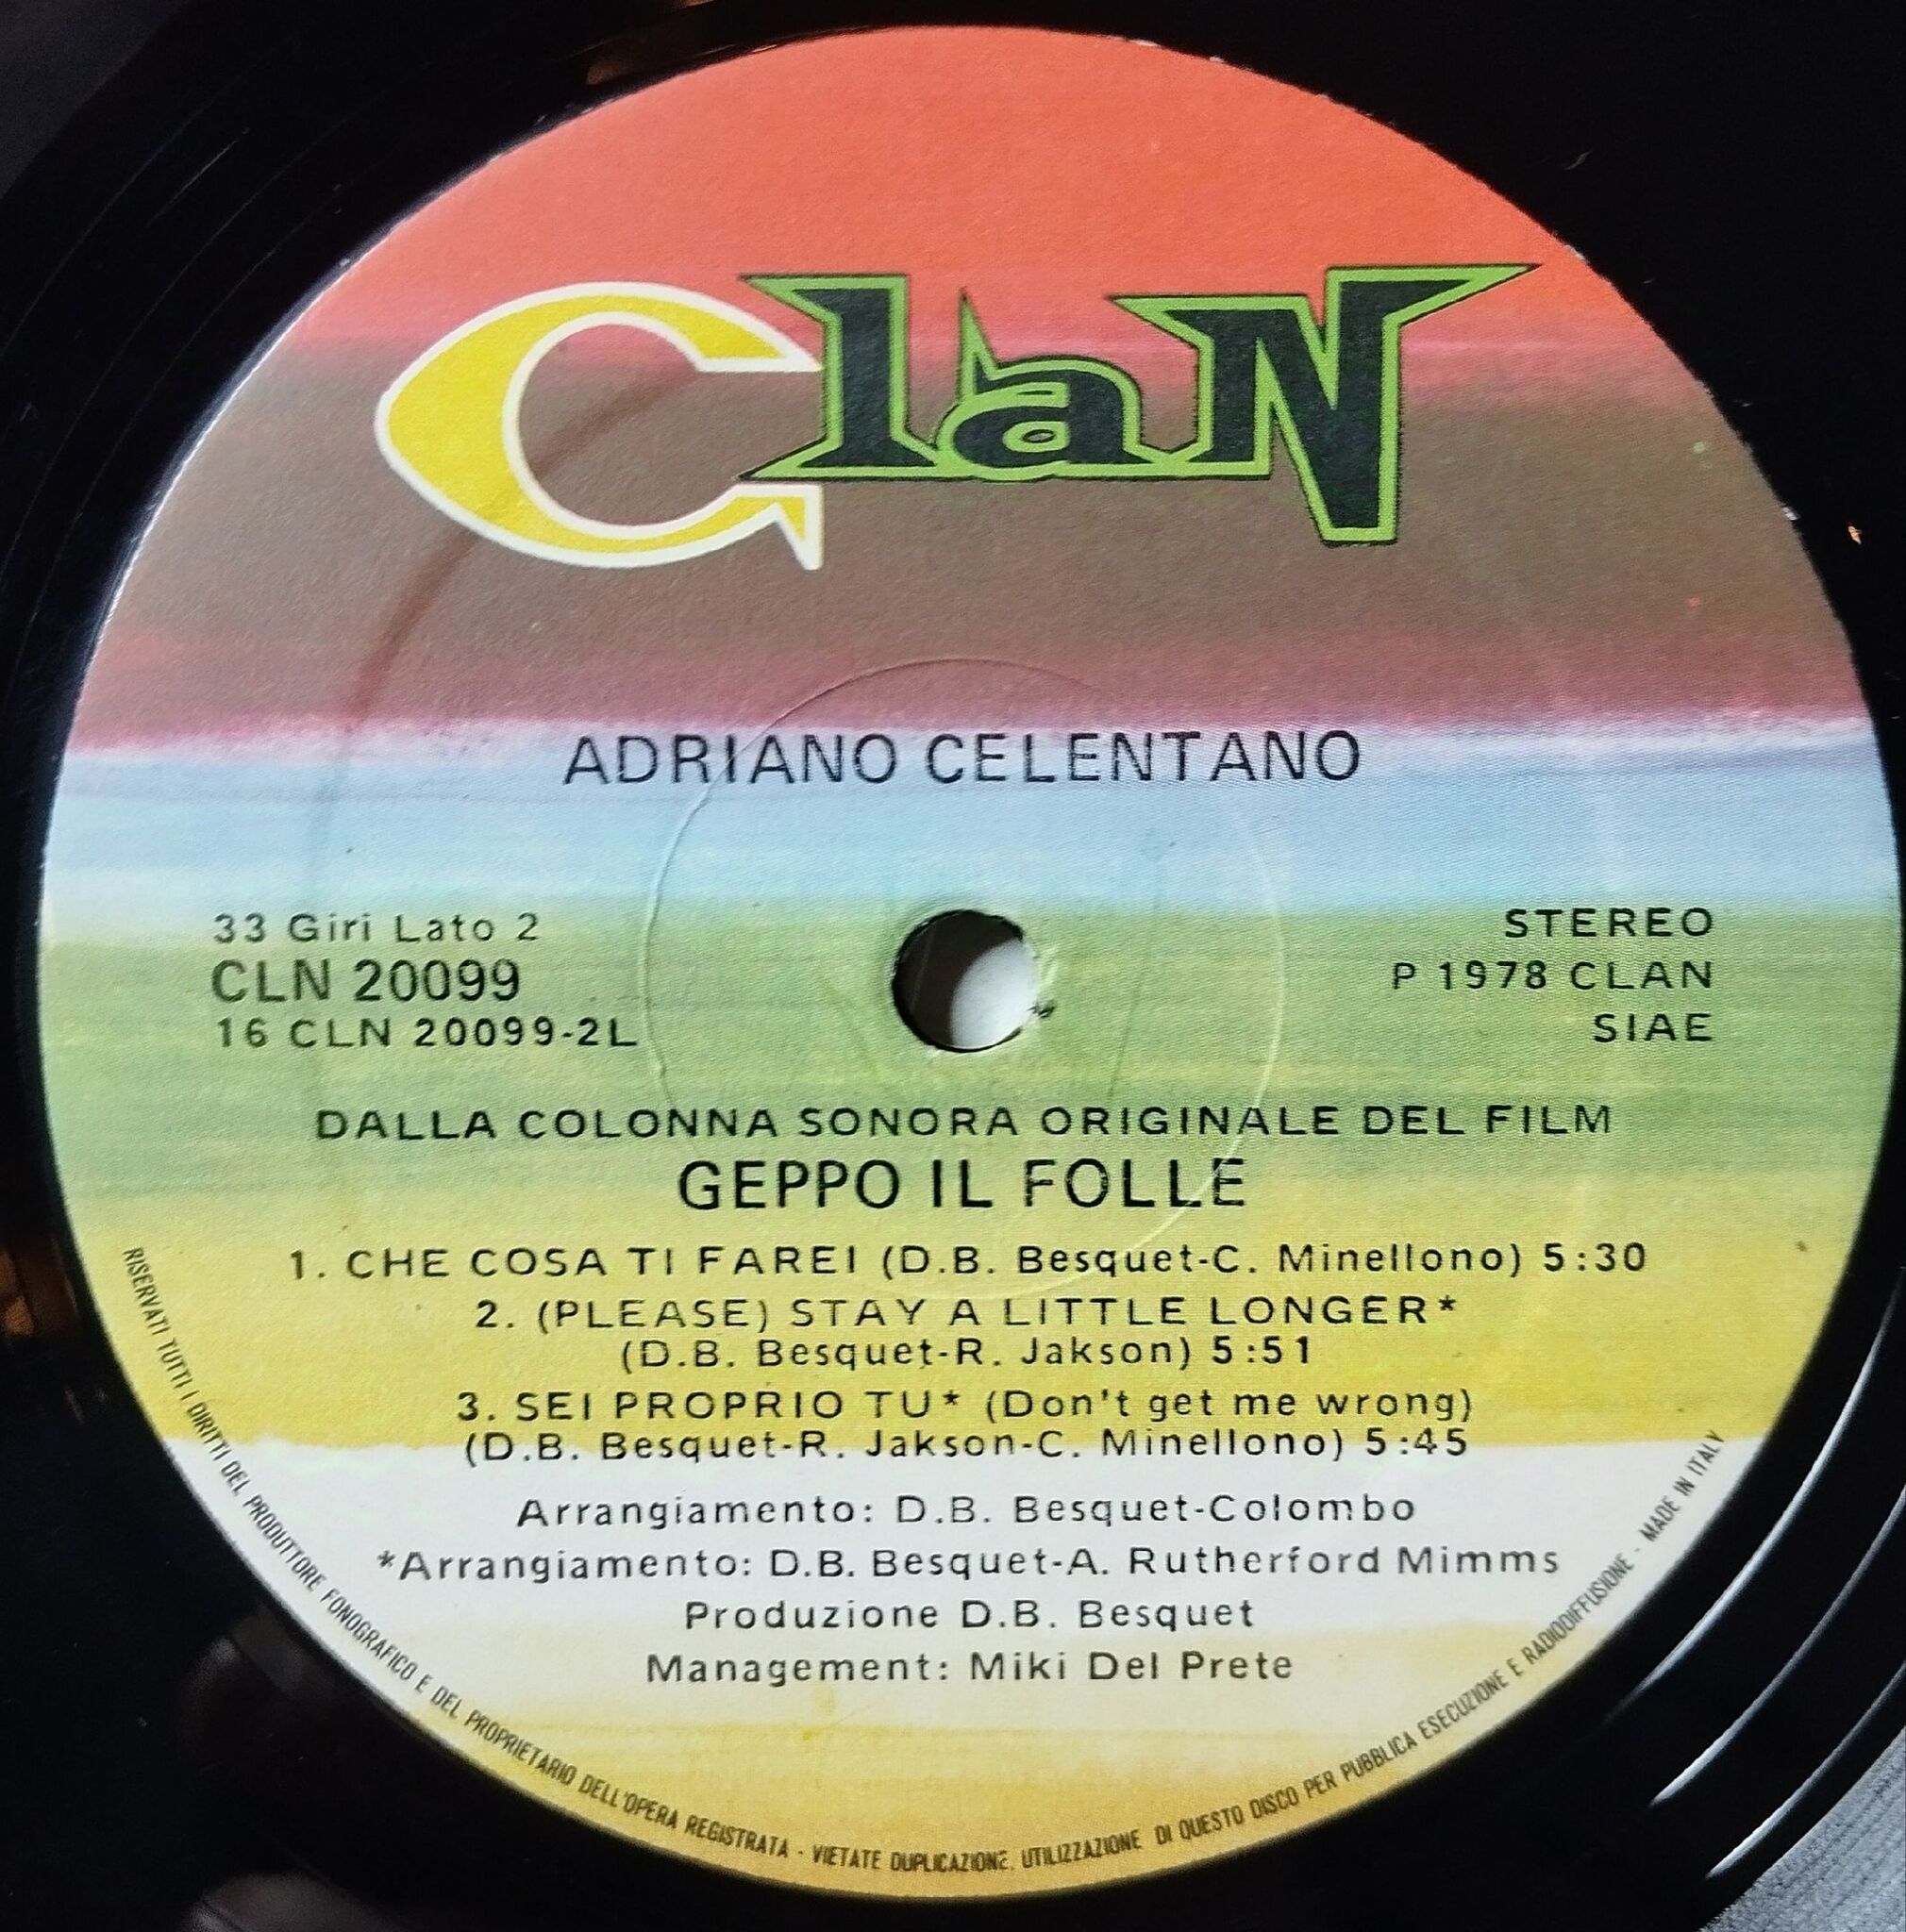 ClaN
ADRIANO CELENTANO
33 Giri Lato 2
CLN 20099
16 CLN 20099-2L
STEREO
P 1978 CLAN
SIAE
DALLA COLONNA SONORA ORIGINALE DEL FILM
GEPPO IL FOLLE
1. CHE COSA TI FAREI (D.B. Besquet-C. Minellono) 5:30
2. (PLEASE) STAY A LITTLE LONGER*
(D.B. Besquet-R. Jakson) 5:51
3. SEI PROPRIO TU* (Don't get me wrong)
(D.B. Besquet-R. Jakson-C. Minellono) 5:45
Arrangiamento: D.B. Besquet-Colombo
*Arrangiamento: D.B. Besquet-A. Rutherford Mimms
Produzione D.B. Besquet
Management: Miki Del Prete
RISERVATI TUTTI I DIRITTI DEL PRODUTTORE FONOGRAFICO E DEL PROPRIETARIO DELL'OPERA REGISTRATA - VIETATE DUPLICAZIONE, UTILIZZAZIONE DI QUESTO DISCO PER PUBBLICA ESECUZIONE E RADIODIFFUSIONE - MADE IN ITALY